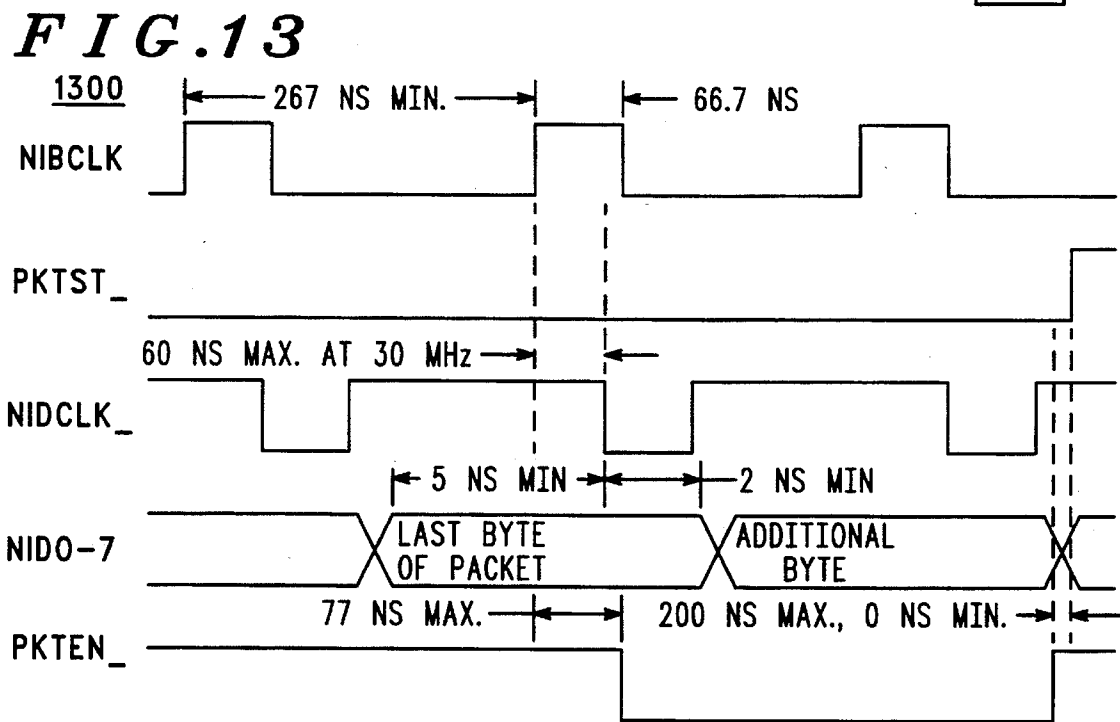 FIG.13
1300
267 NS MIN.
66.7 NS
NIBCLK
PKTST_
60 NS MAX. AT 30 MHz
NIDCLK_
5 NS MIN
2 NS MIN
NIDO-7
LAST BYTE
OF PACKET
ADDITIONAL
BYTE
77 NS MAX.
200 NS MAX., 0 NS MIN.
PKTEN_